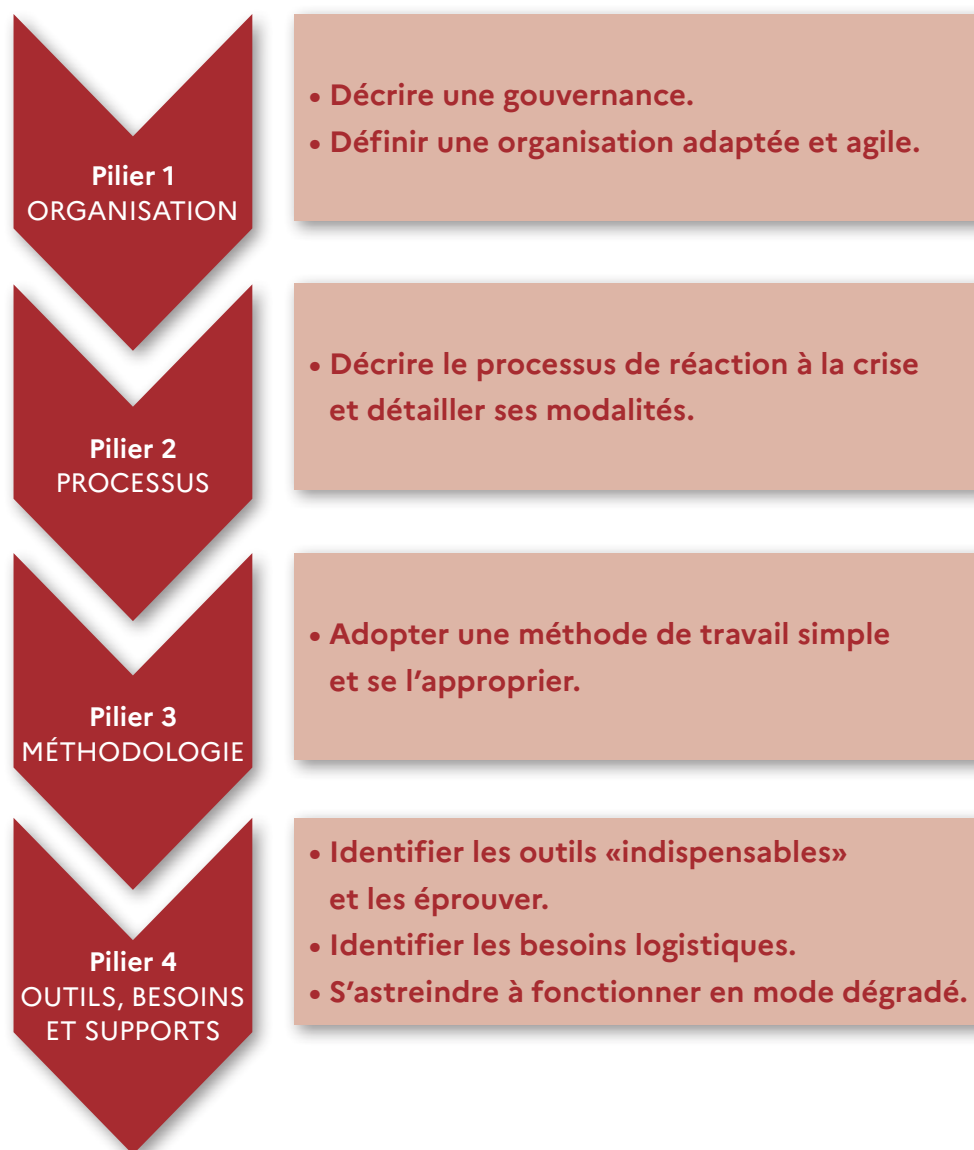 Pilier 1
ORGANISATION
• Décrire une gouvernance.
• Définir une organisation adaptée et agile.
Pilier 2
PROCESSUS
• Décrire le processus de réaction à la crise
et détailler ses modalités.
Pilier 3
MÉTHODOLOGIE
• Adopter une méthode de travail simple
et se l’approprier.
Pilier 4
OUTILS, BESOINS
ET SUPPORTS
• Identifier les outils «indispensables»
et les éprouver.
• Identifier les besoins logistiques.
• S’astreindre à fonctionner en mode dégradé.